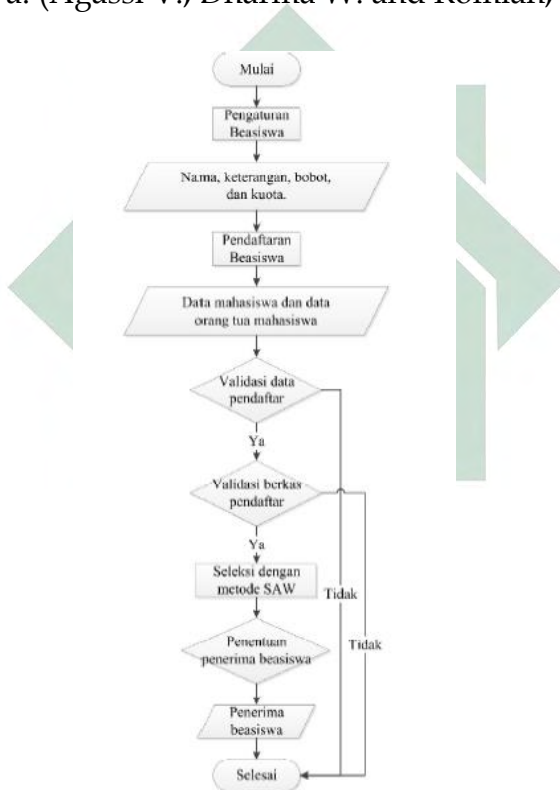 a. (Agassi V., Dharma W. and Romiah,
Mulai
Pengaturan
Beasiswa
Nama, keterangan, bobot,
dan kuota.
Pendaftaran
Beasiswa
Data mahasiswa dan data
orang tua mahasiswa
Validasi data
pendaftar
Ya
Validasi berkas
pendaftar
Ya
Seleksi dengan
metode SAW
Tidak
Tidak
Penentuan
penerima beasiswa
Penerima
beasiswa
Selesai